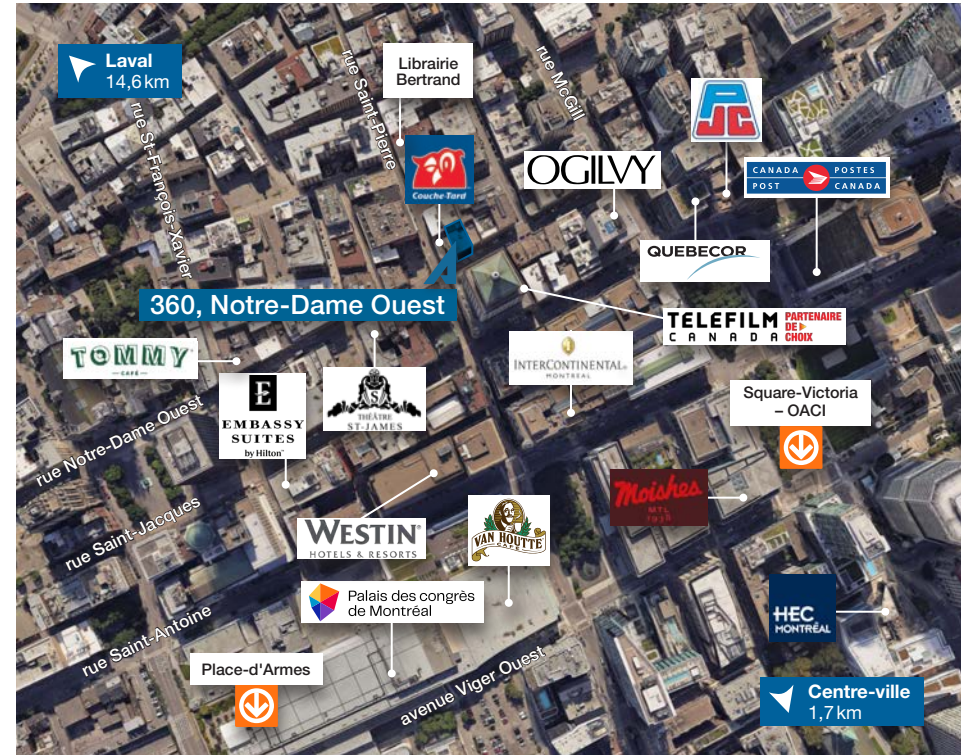 Laval
14,6 km
rue St-François-Xavier
rue Saint-Pierre
Librairie
Bertrand
rue McGill
Couche-Tard
OGILVY
PJC
CANADA
POST
POSTES
CANADA
QUEBECOR
360, Notre-Dame Ouest
TELEFILM
CANADA
PARTENAIRE
DE
CHOIX
TOMMY
CAFÉ
E
EMBASSY
SUITES
by Hilton™
S
THÉÂTRE
ST-JAMES
INTERCONTINENTAL®
MONTREAL
Square-Victoria
– OACI
rue Notre-Dame Ouest
rue Saint-Jacques
WESTIN®
HOTELS & RESORTS
VAN HOUTTE
CAFÉ
Moishes
MTL
1938
Palais des congrès
de Montréal
HEC
MONTRÉAL
rue Saint-Antoine
Place-d'Armes
avenue Viger Ouest
Centre-ville
1,7 km